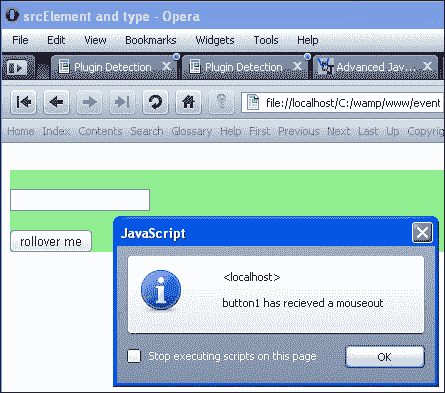 srcElement and type - Opera
File Edit View Bookmarks Widgets Tools Help
Plugin Detection Plugin Detection Advanced Jav...
file://localhost/C:/wamp/www/event
Home Index Contents Search Glossary Help First Previous Next Last Up Copyrig
rollover me
JavaScript
<localhost>
button1 has recieved a mouseout
Stop executing scripts on this page
OK